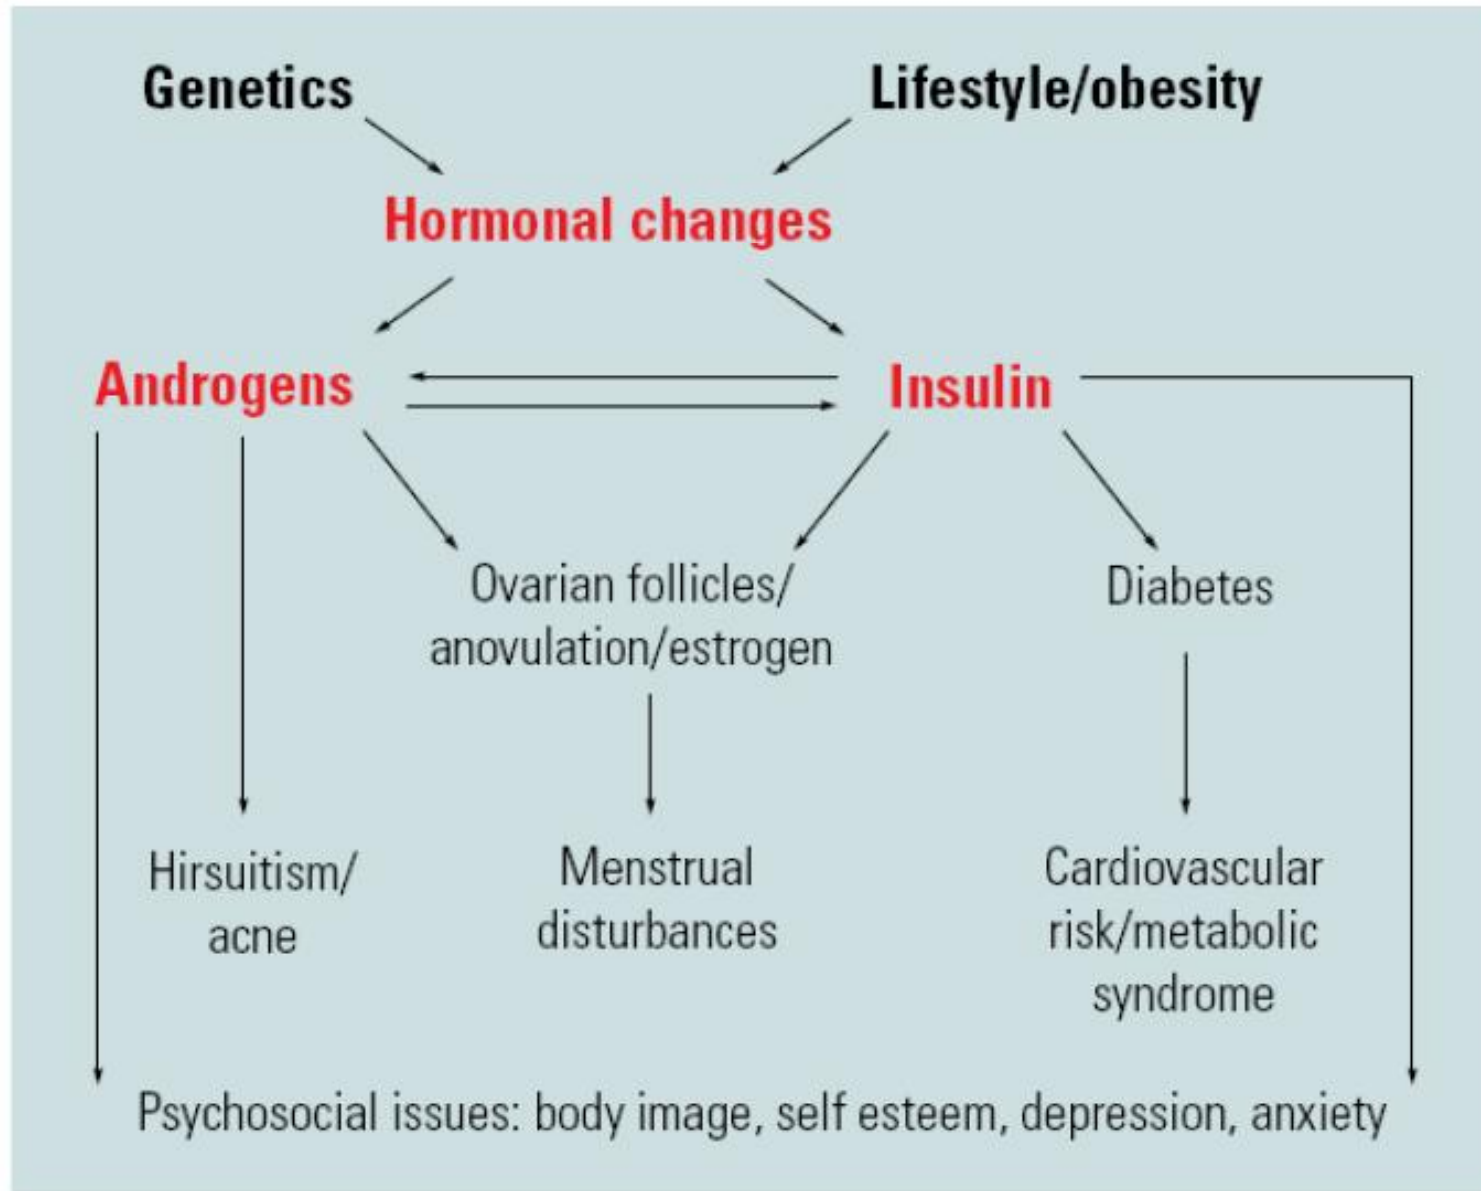 Genetics
Lifestyle/obesity
Hormonal changes
Androgens
Insulin
Ovarian follicles/
anovulation/estrogen
Diabetes
Hirsuitism/
acne
Menstrual
disturbances
Cardiovascular
risk/metabolic
syndrome
Psychosocial issues: body image, self esteem, depression, anxiety